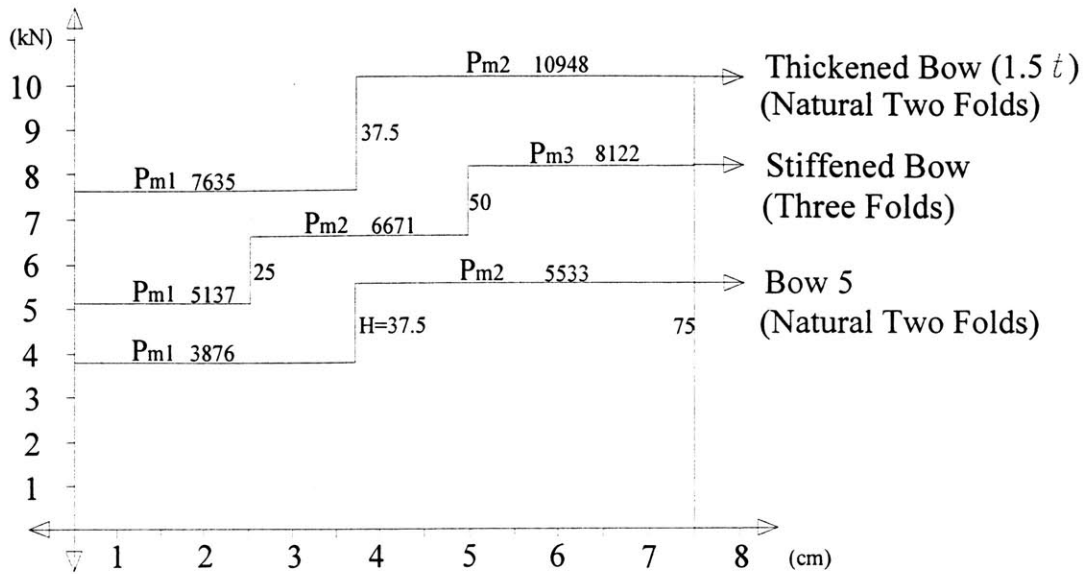 (kN)
10
9
8
7
6
5
4
3
2
1
Pm2 10948
37.5
Pm1 7635
Pm3 8122
50
Pm2 6671
25
Pm1 5137
Pm2 5533
H=37.5
75
Pm1 3876
Thickened Bow (1.5 t)
(Natural Two Folds)
Stiffened Bow
(Three Folds)
Bow 5
(Natural Two Folds)
1 2 3 4 5 6 7 8 (cm)